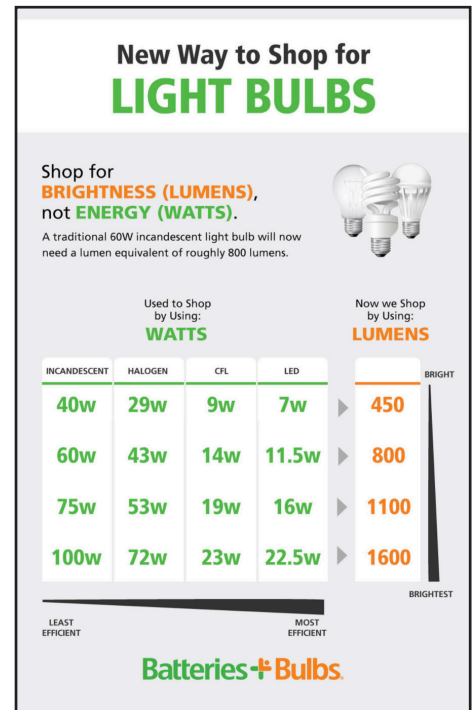 New Way to Shop for
LIGHT BULBS
Shop for
BRIGHTNESS (LUMENS),
not ENERGY (WATTS).
A traditional 60W incandescent light bulb will now
need a lumen equivalent of roughly 800 lumens.
Used to Shop
by Using:
WATTS
Now we Shop
by Using:
LUMENS
INCANDESCENT HALOGEN CFL LED BRIGHT
40w 29w 9w 7w 450
60w 43w 14w 11.5w 800
75w 53w 19w 16w 1100
100w 72w 23w 22.5w 1600
BRIGHTEST
LEAST
EFFICIENT
MOST
EFFICIENT
Batteries+Bulbs.